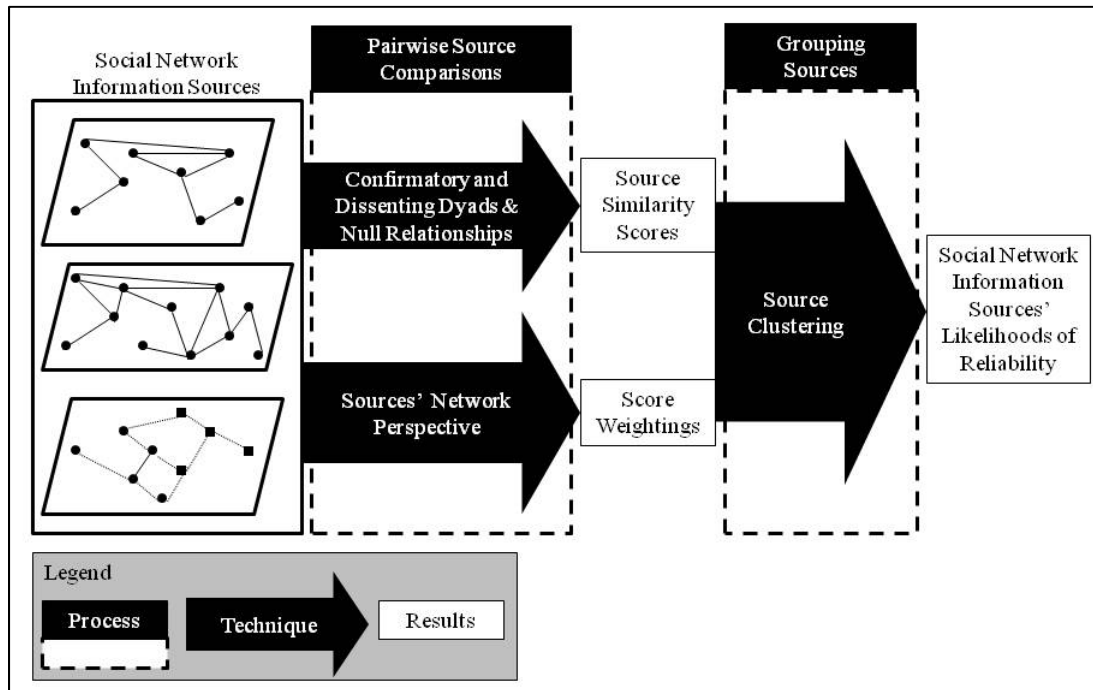 Social Network
Information Sources
Pairwise Source
Comparisons
Grouping
Sources
Confirmatory and
Dissenting Dyads &
Null Relationships
Source
Similarity
Scores
Sources' Network
Perspective
Score
Weightings
Source
Clustering
Social Network
Information
Sources'
Likelihoods of
Reliability
Legend
Process
Technique
Results